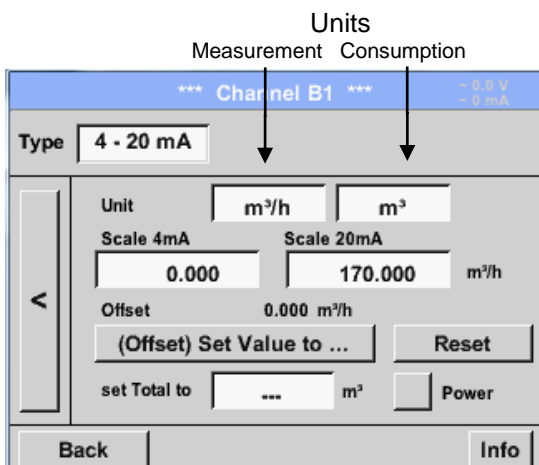 Units
Measurement Consumption
*** Channel B1 *** ~ 0.0 V
~ 0 mA
Type 4 - 20 mA
Unit m³/h m³
Scale 4mA Scale 20mA
0.000 170.000 m³/h
<
Offset 0.000 m³/h
(Offset) Set Value to ... Reset
set Total to --- m³ Power
Back Info